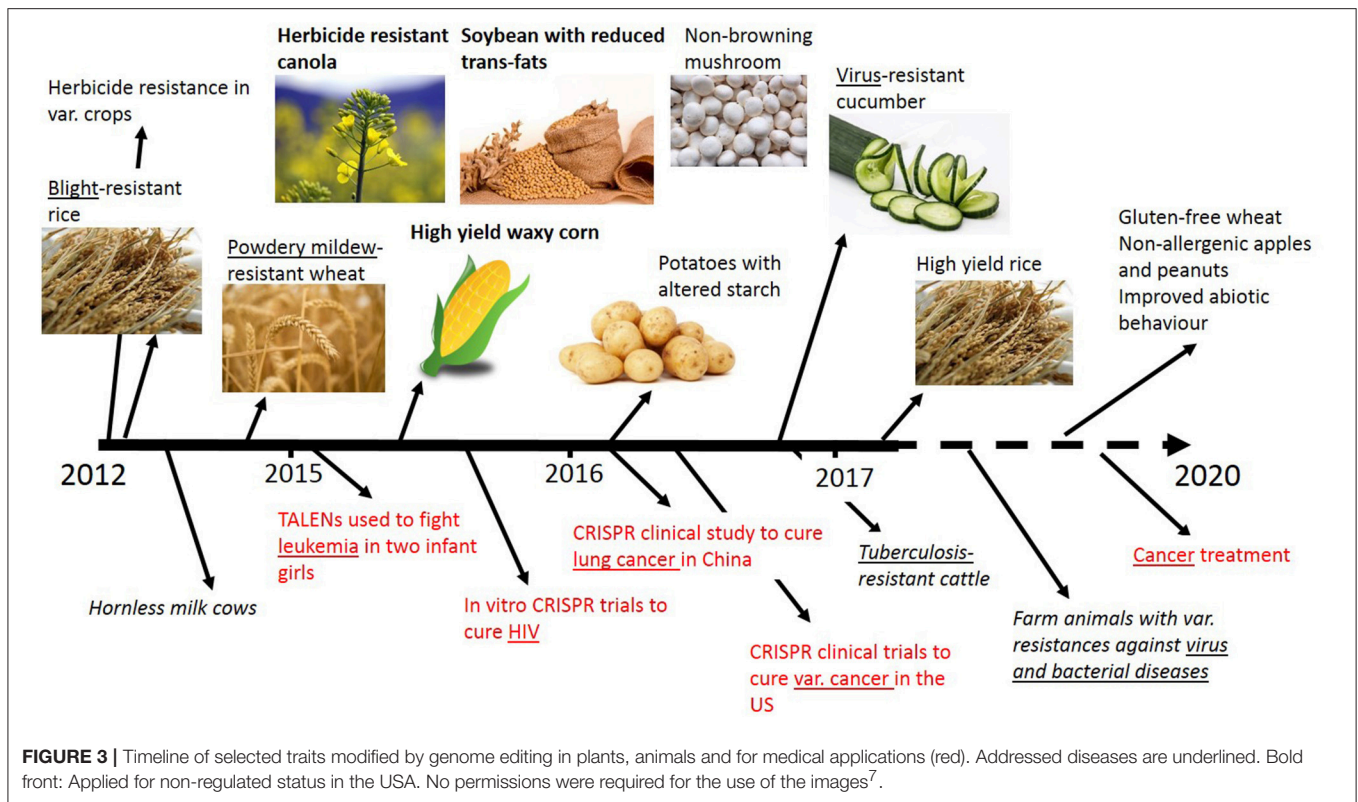 Herbicide resistance in
var. crops
Blight-resistant
rice
Herbicide resistant
canola
Soybean with reduced
trans-fats
Non-browning
mushroom
Virus-resistant
cucumber
Powdery mildew-
resistant wheat
High yield waxy corn
Potatoes with
altered starch
High yield rice
Gluten-free wheat
Non-allergenic apples
and peanuts
Improved abiotic
behaviour
2012
2015
2016
2017
2020
Hornless milk cows
TALENs used to fight
leukemia in two infant
girls
In vitro CRISPR trials to
cure HIV
CRISPR clinical study to cure
lung cancer in China
CRISPR clinical trials to
cure var. cancer in the
US
Tuberculosis-
resistant cattle
Farm animals with var.
resistances against virus
and bacterial diseases
Cancer treatment
FIGURE 3 | Timeline of selected traits modified by genome editing in plants, animals and for medical applications (red). Addressed diseases are underlined. Bold
front: Applied for non-regulated status in the USA. No permissions were required for the use of the images7.